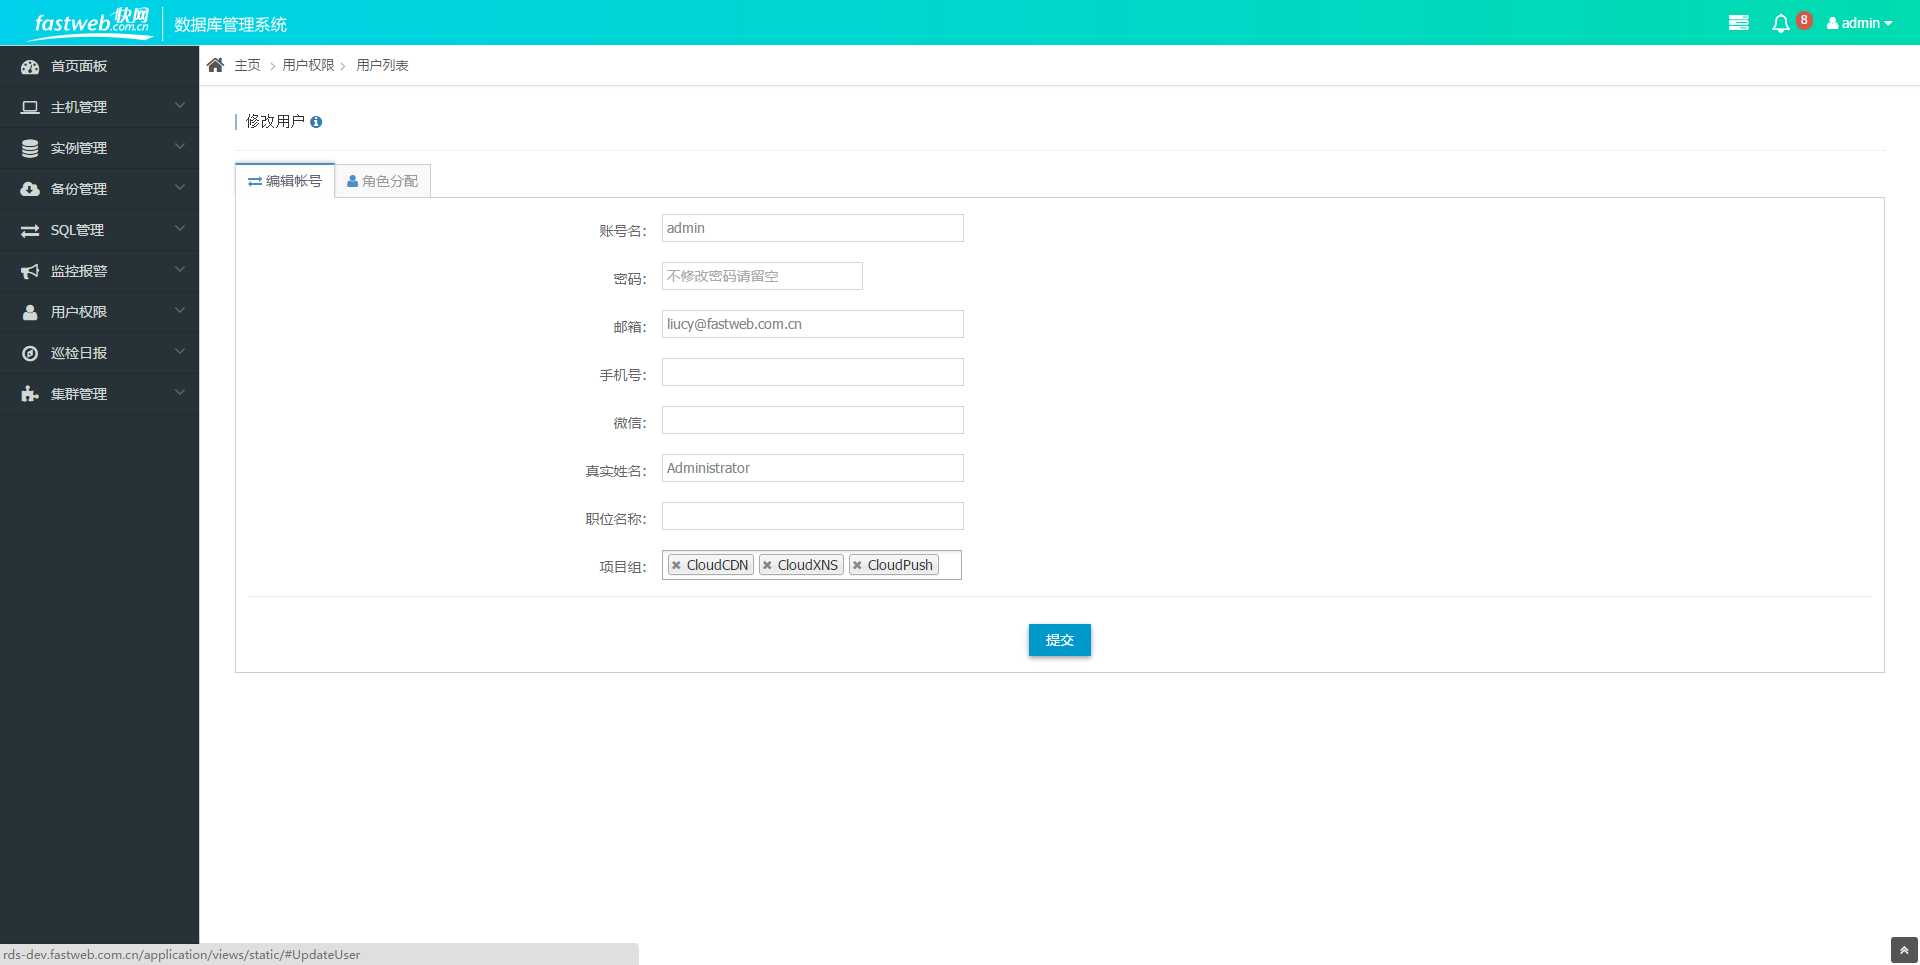 fastweb快网 .com.cn 数据库管理系统 8 admin
首页面板
主机管理
实例管理
备份管理
SQL管理
监控报警
用户权限
巡检日报
集群管理
主页 用户权限 用户列表
修改用户
编辑帐号 角色分配
账号名: admin
密码: 不修改密码请留空
邮箱: liucy@fastweb.com.cn
手机号:
微信:
真实姓名: Administrator
职位名称:
项目组: CloudCDN CloudXNS CloudPush
提交
rds-dev.fastweb.com.cn/application/views/static/#UpdateUser